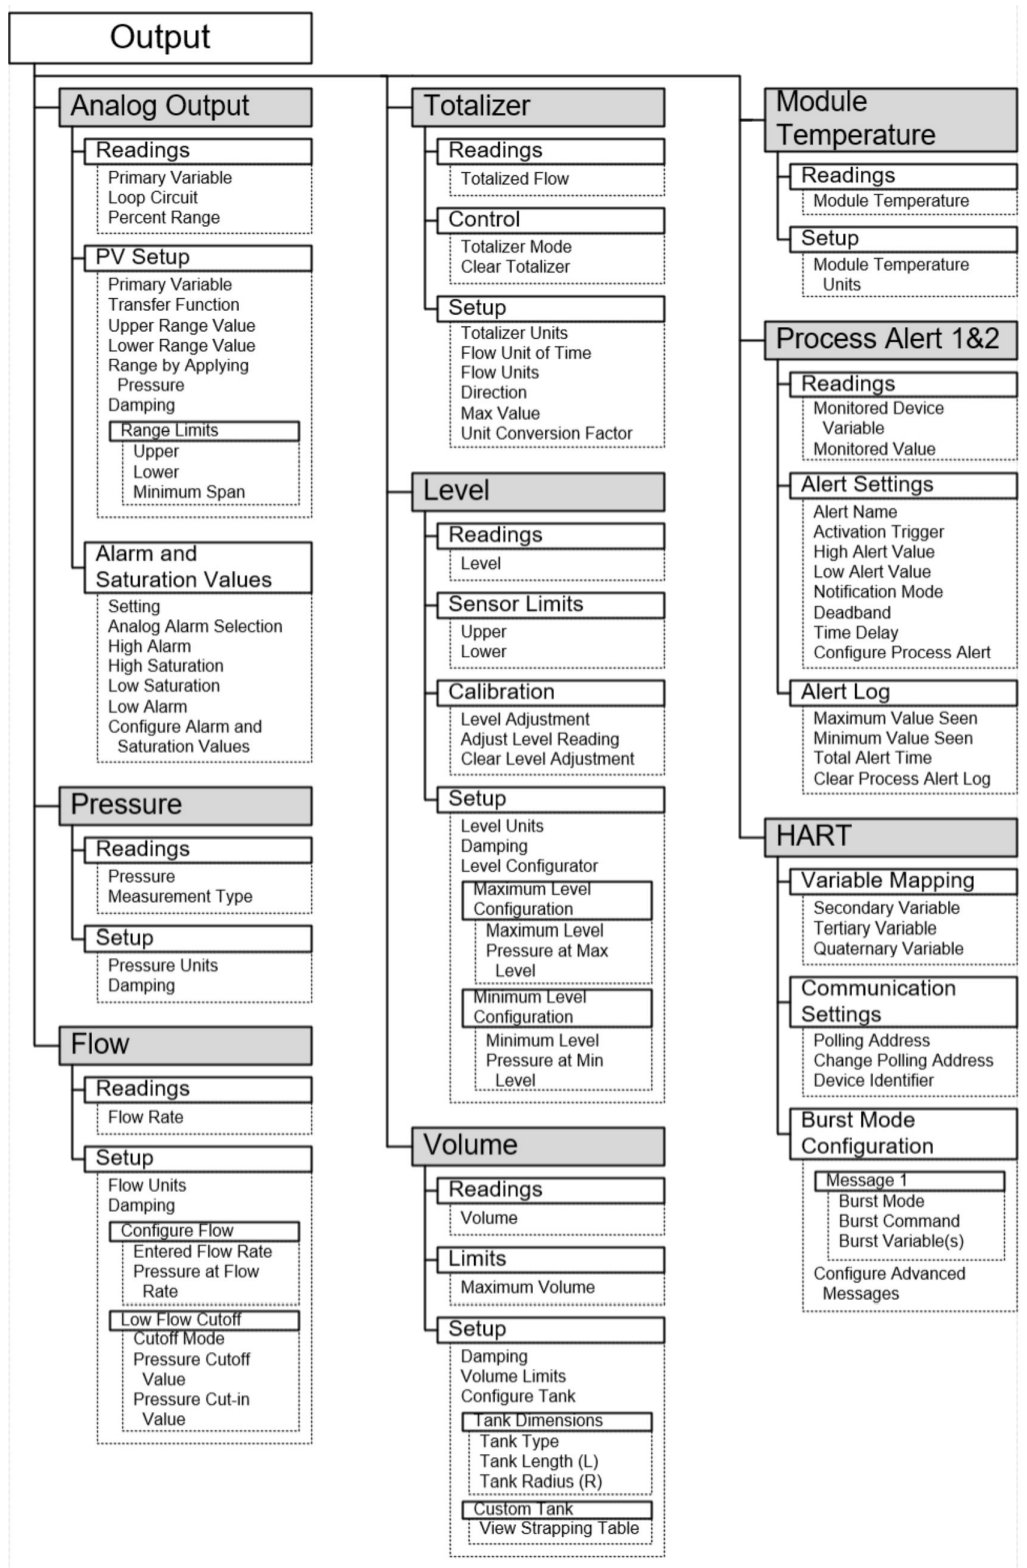 Output
Analog Output
Readings
Primary Variable
Loop Circuit
Percent Range
PV Setup
Primary Variable
Transfer Function
Upper Range Value
Lower Range Value
Range by Applying
Pressure
Damping
Range Limits
Upper
Lower
Minimum Span
Alarm and
Saturation Values
Setting
Analog Alarm Selection
High Alarm
High Saturation
Low Saturation
Low Alarm
Configure Alarm and
Saturation Values
Pressure
Readings
Pressure
Measurement Type
Setup
Pressure Units
Damping
Flow
Readings
Flow Rate
Setup
Flow Units
Damping
Configure Flow
Entered Flow Rate
Pressure at Flow
Rate
Low Flow Cutoff
Cutoff Mode
Pressure Cutoff
Value
Pressure Cut-in
Value
Totalizer
Readings
Totalized Flow
Control
Totalizer Mode
Clear Totalizer
Setup
Totalizer Units
Flow Unit of Time
Flow Units
Direction
Max Value
Unit Conversion Factor
Level
Readings
Level
Sensor Limits
Upper
Lower
Calibration
Level Adjustment
Adjust Level Reading
Clear Level Adjustment
Setup
Level Units
Damping
Level Configurator
Maximum Level
Configuration
Maximum Level
Pressure at Max
Level
Minimum Level
Configuration
Minimum Level
Pressure at Min
Level
Volume
Readings
Volume
Limits
Maximum Volume
Setup
Damping
Volume Limits
Configure Tank
Tank Dimensions
Tank Type
Tank Length (L)
Tank Radius (R)
Custom Tank
View Strapping Table
Module
Temperature
Readings
Module Temperature
Setup
Module Temperature
Units
Process Alert 1&2
Readings
Monitored Device
Variable
Monitored Value
Alert Settings
Alert Name
Activation Trigger
High Alert Value
Low Alert Value
Notification Mode
Deadband
Time Delay
Configure Process Alert
Alert Log
Maximum Value Seen
Minimum Value Seen
Total Alert Time
Clear Process Alert Log
HART
Variable Mapping
Secondary Variable
Tertiary Variable
Quaternary Variable
Communication
Settings
Polling Address
Change Polling Address
Device Identifier
Burst Mode
Configuration
Message 1
Burst Mode
Burst Command
Burst Variable(s)
Configure Advanced
Messages